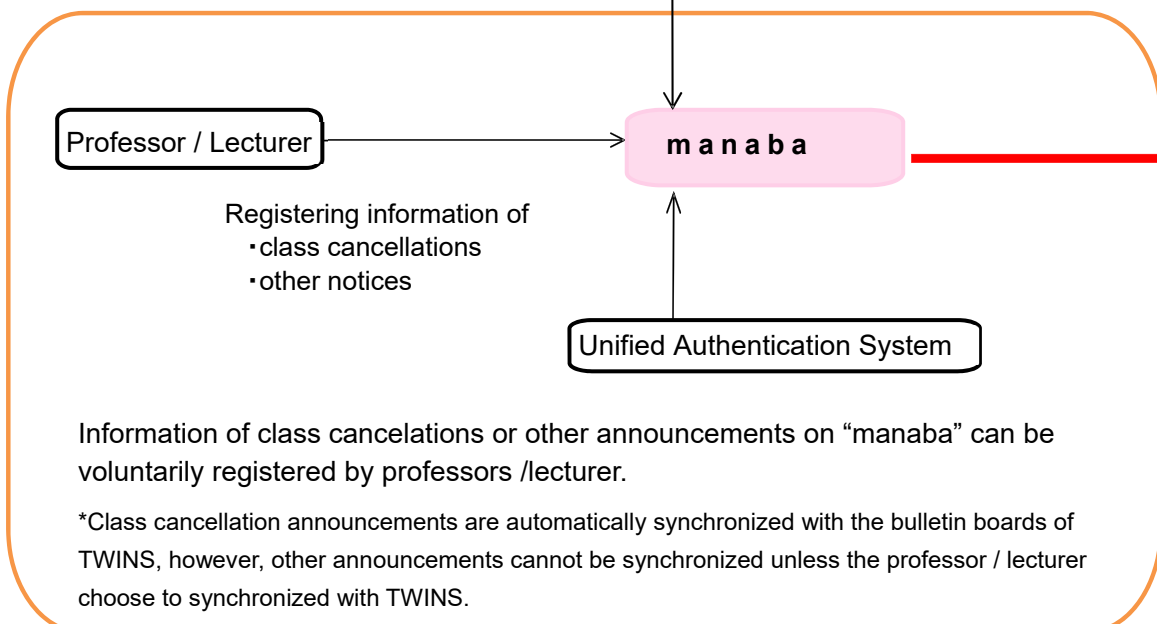 Professor / Lecturer
manaba
Registering information of
・class cancellations
・other notices
Unified Authentication System
Information of class cancelations or other announcements on “manaba” can be
voluntarily registered by professors /lecturer.
*Class cancellation announcements are automatically synchronized with the bulletin boards of
TWINS, however, other announcements cannot be synchronized unless the professor / lecturer
choose to synchronized with TWINS.